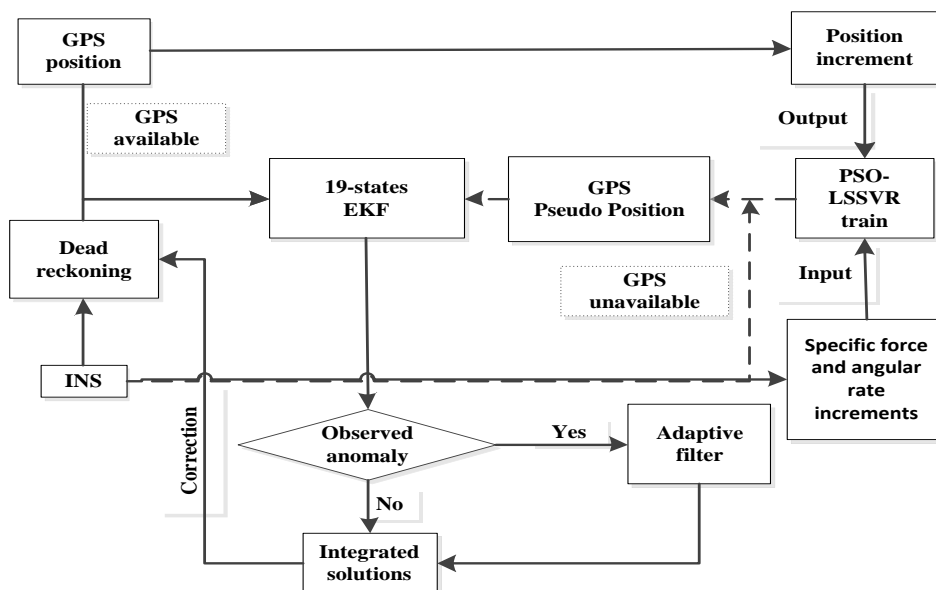 GPS
position
Position
increment
GPS
available
Output
19-states
EKF
GPS
Pseudo Position
PSO-
LSSVR
train
Dead
reckoning
GPS
unavailable
Input
INS
Specific force
and angular
rate
increments
Correction
Observed
anomaly
Yes
Adaptive
filter
No
Integrated
solutions